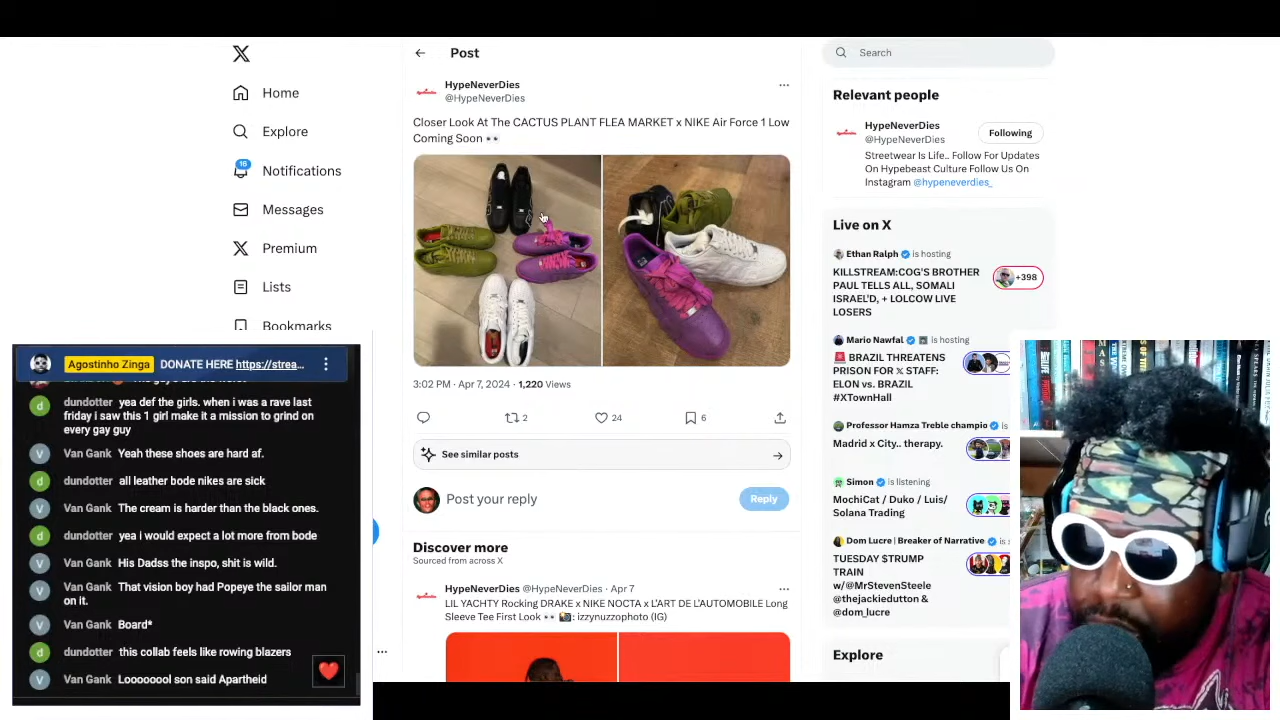 Home
Explore
16
Notifications
Messages
Premium
Lists
Bookmarks
Post
HypeNeverDies
@HypeNeverDies
Closer Look At The CACTUS PLANT FLEA MARKET x NIKE Air Force 1 Low
Coming Soon 👀
3:02 PM · Apr 7, 2024 · 1,220 Views
2
24
6
See similar posts
Post your reply
Reply
Discover more
Sourced from across X
HypeNeverDies @HypeNeverDies · Apr 7
LIL YACHTY Rocking DRAKE x NIKE NOCTA x L'ART DE L'AUTOMOBILE Long
Sleeve Tee First Look 👀 📷: izzynuzzophoto (IG)
Search
Relevant people
HypeNeverDies
@HypeNeverDies
Following
Streetwear Is Life.. Follow For Updates
On Hypebeast Culture Follow Us On
Instagram @hypeneverdies_
Live on X
Ethan Ralph is hosting
KILLSTREAM:COG'S BROTHER
PAUL TELLS ALL, SOMALI
ISRAEL'D, + LOLCOW LIVE
LOSERS
+398
Mario Nawfal is hosting
🚨 BRAZIL THREATENS
PRISON FOR X STAFF:
ELON vs. BRAZIL
#XTownHall
Professor Hamza Treble champio is
Madrid x City.. therapy.
Simon is listening
MochiCat / Duko / Luis/
Solana Trading
Dom Lucre | Breaker of Narrative is
TUESDAY $TRUMP
TRAIN
w/@MrStevenSteele
@thejackiedutton &
@dom_lucre
Explore
Agostinho Zinga DONATE HERE https://strea...
d dundotter yea def the girls. when i was a rave last
friday i saw this 1 girl make it a mission to grind on
every gay guy
V Van Gank Yeah these shoes are hard af.
d dundotter all leather bode nikes are sick
V Van Gank The cream is harder than the black ones.
d dundotter yea i would expect a lot more from bode
V Van Gank His Dadss the inspo, shit is wild.
V Van Gank That vision boy had Popeye the sailor man
on it.
V Van Gank Board*
d dundotter this collab feels like rowing blazers
V Van Gank Looooooool son said Apartheid